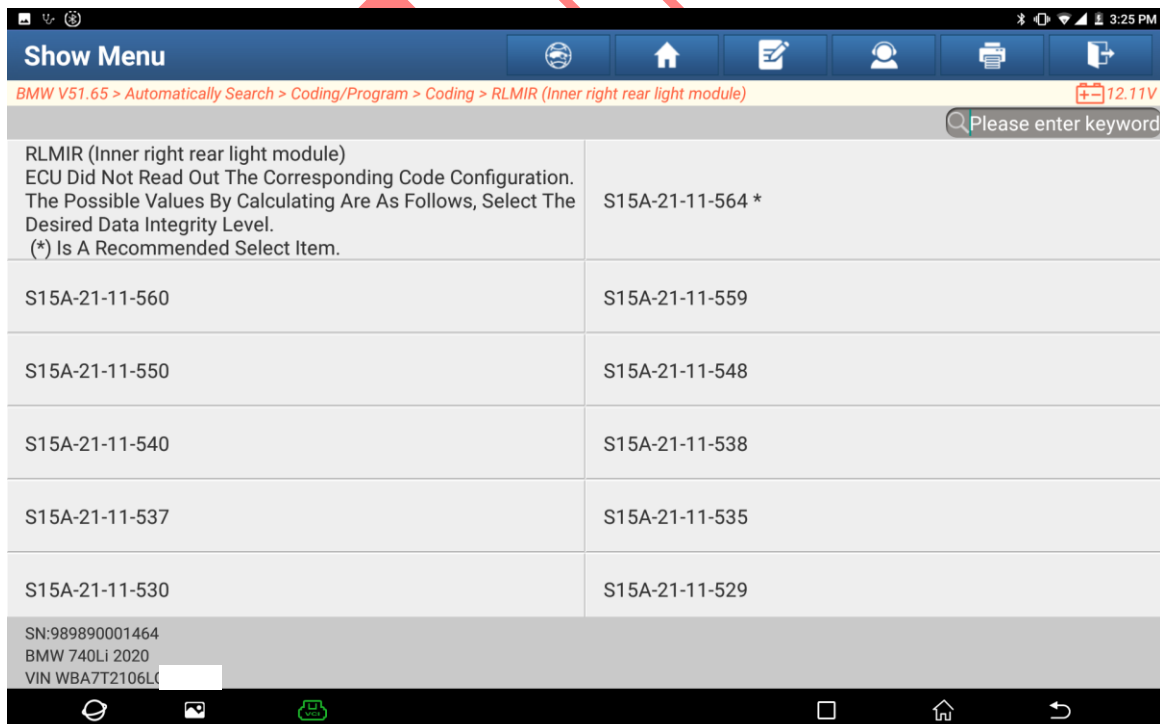 3:25 PM
Show Menu
BMW V51.65 > Automatically Search > Coding/Program > Coding > RLMIR (Inner right rear light module)
12.11V
Please enter keyword
RLMIR (Inner right rear light module)
ECU Did Not Read Out The Corresponding Code Configuration.
The Possible Values By Calculating Are As Follows, Select The
Desired Data Integrity Level.
(*) Is A Recommended Select Item.
S15A-21-11-564 *
S15A-21-11-560
S15A-21-11-559
S15A-21-11-550
S15A-21-11-548
S15A-21-11-540
S15A-21-11-538
S15A-21-11-537
S15A-21-11-535
S15A-21-11-530
S15A-21-11-529
SN:989890001464
BMW 740Li 2020
VIN WBA7T2106L
VCI